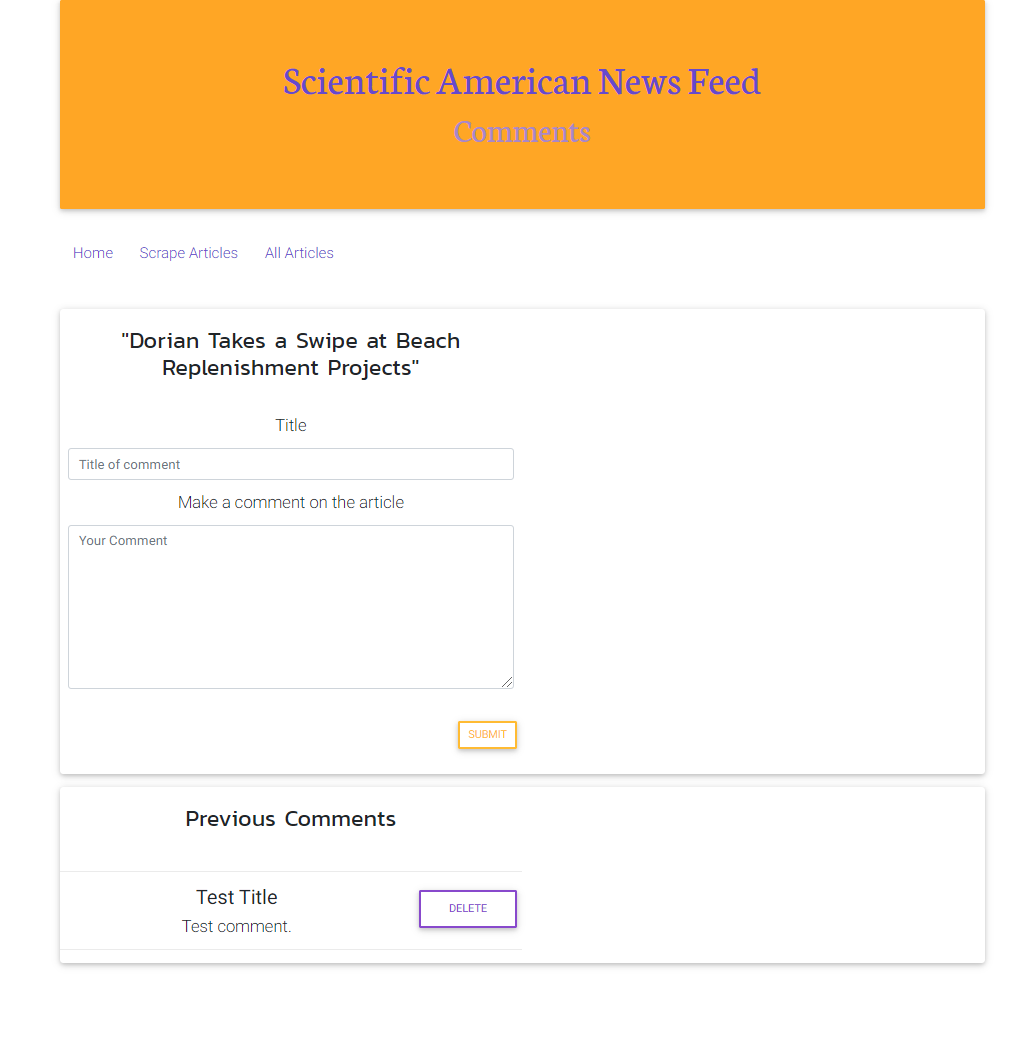 Scientific American News Feed
Comments
Home Scrape Articles All Articles
"Dorian Takes a Swipe at Beach
Replenishment Projects"
Title
Title of comment
Make a comment on the article
Your Comment
SUBMIT
Previous Comments
Test Title
DELETE
Test comment.